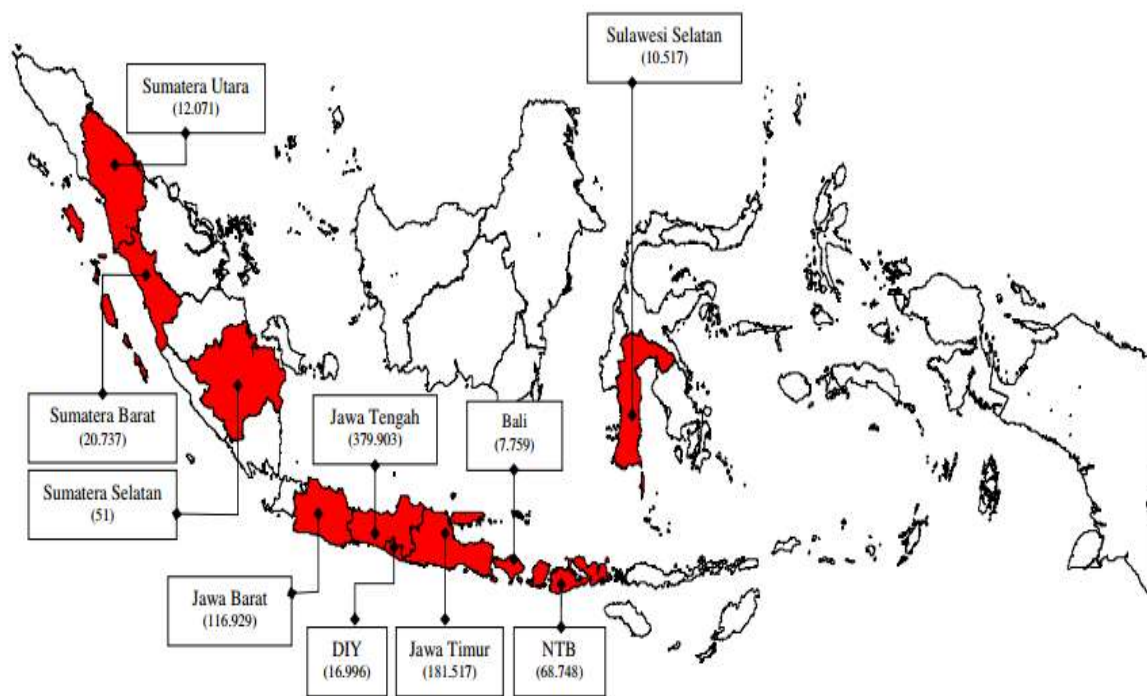 Sulawesi Selatan
(10.517)
Sumatera Utara
(12.071)
Sumatera Barat
(20.737)
Jawa Tengah
(379.903)
Bali
(7.759)
Sumatera Selatan
(51)
Jawa Barat
(116.929)
DIY
(16.996)
Jawa Timur
(181.517)
NTB
(68.748)